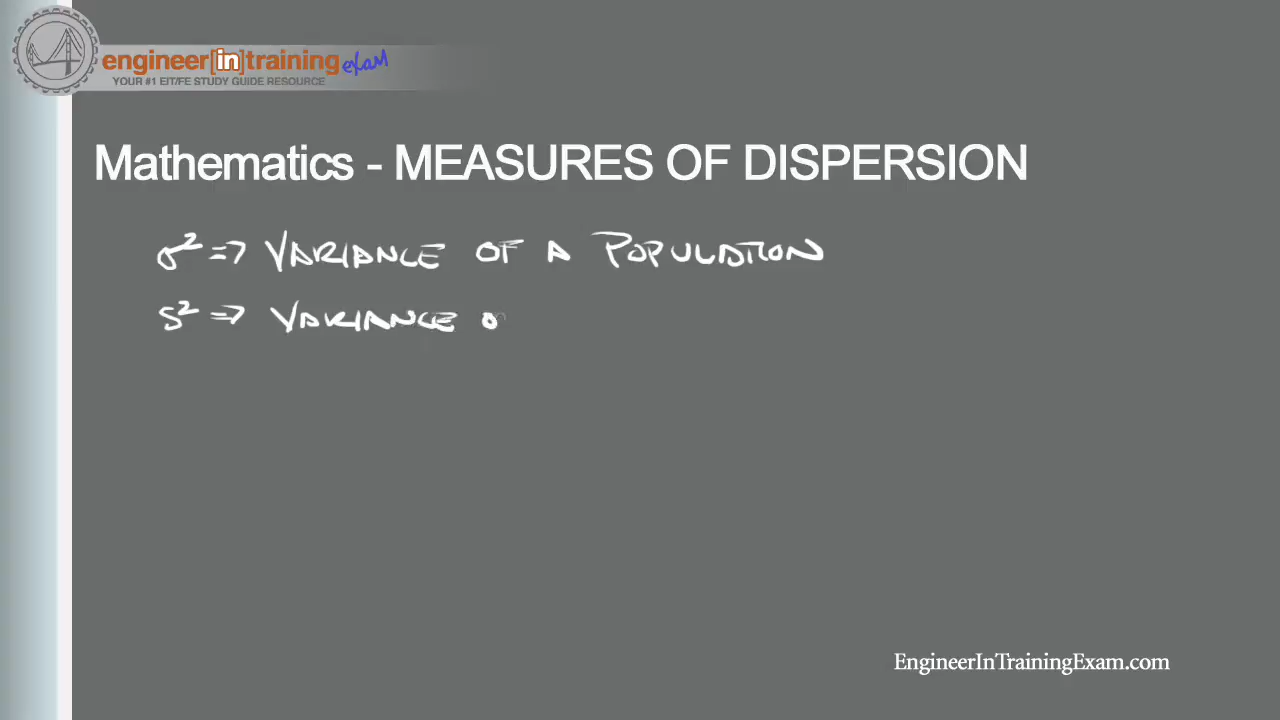 engineer[in]training exam
YOUR #1 EIT/FE STUDY GUIDE RESOURCE
Mathematics - MEASURES OF DISPERSION
σ² => VARIANCE OF A POPULATION
S² => VARIANCE O
EngineerInTrainingExam.com